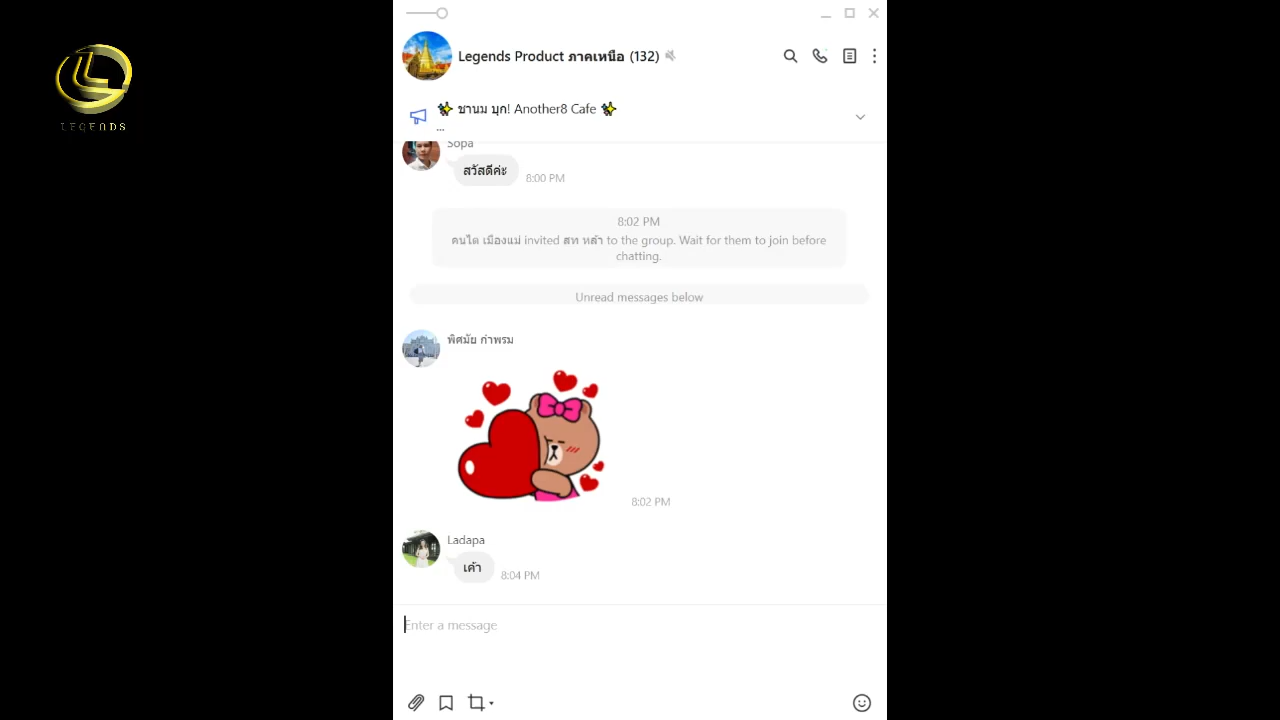 LEGENDS
Legends Product ภาคเหนือ (132)
✨ ชานม บุก! Another8 Cafe ✨
...
Sopa
สวัสดีค่ะ
8:00 PM
8:02 PM
คนใต เมืองแม่ invited สท หล้า to the group. Wait for them to join before
chatting.
Unread messages below
พิศมัย ก๋าพรม
8:02 PM
Ladapa
เค้า
8:04 PM
Enter a message